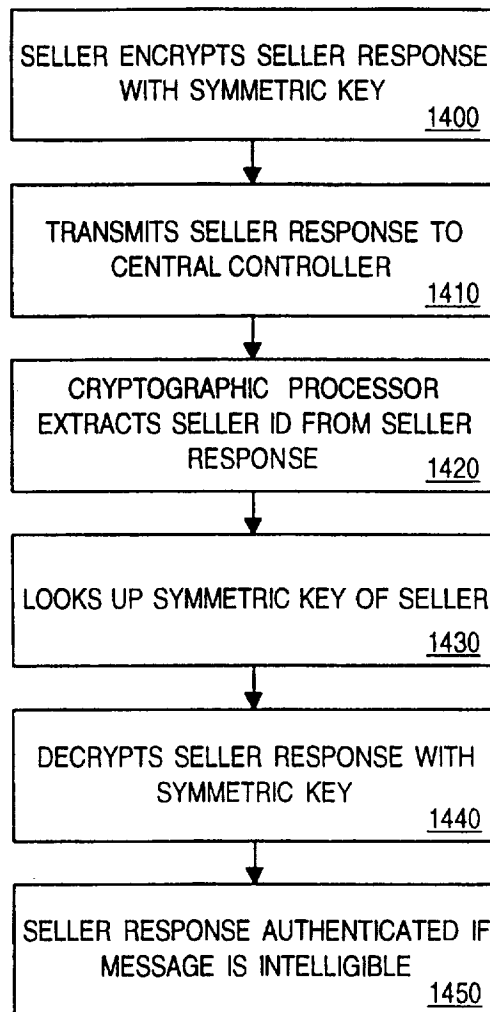 SELLER ENCRYPTS SELLER RESPONSE
WITH SYMMETRIC KEY
1400
TRANSMITS SELLER RESPONSE TO
CENTRAL CONTROLLER
1410
CRYPTOGRAPHIC PROCESSOR
EXTRACTS SELLER ID FROM SELLER
RESPONSE
1420
LOOKS UP SYMMETRIC KEY OF SELLER
1430
DECRYPTS SELLER RESPONSE WITH
SYMMETRIC KEY
1440
SELLER RESPONSE AUTHENTICATED IF
MESSAGE IS INTELLIGIBLE
1450